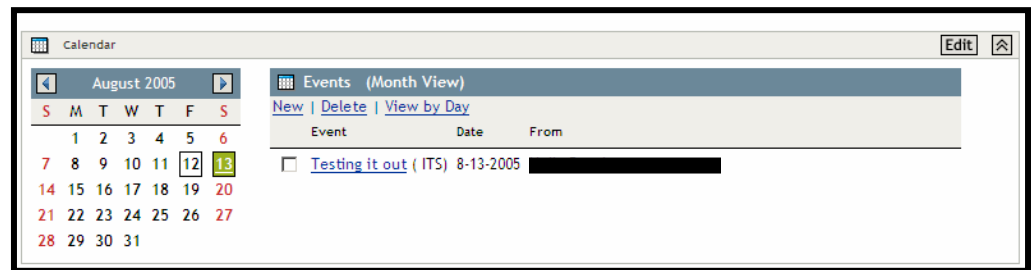 Calendar Edit
August 2005
S M T W T F S
1 2 3 4 5 6
7 8 9 10 11 12 13
14 15 16 17 18 19 20
21 22 23 24 25 26 27
28 29 30 31
Events (Month View)
New | Delete | View by Day
Event Date From
Testing it out ( ITS) 8-13-2005